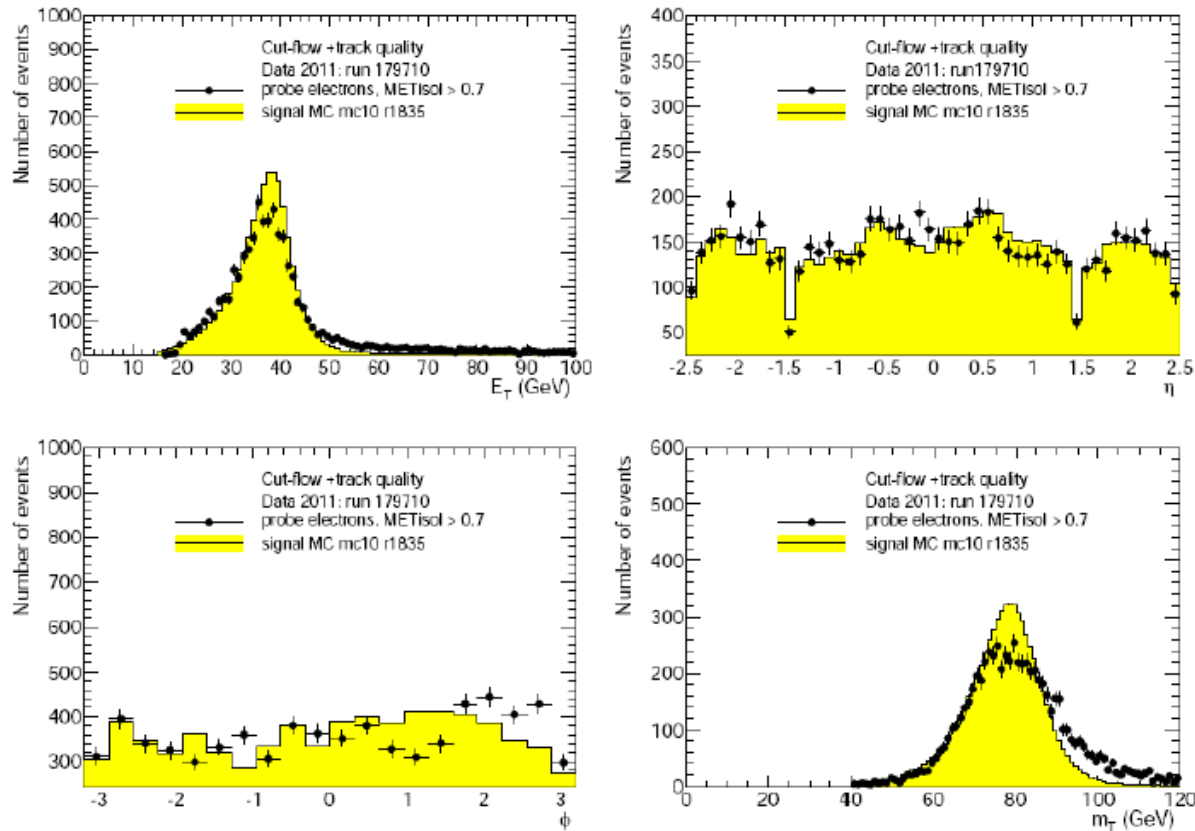 Number of events
1000
900
800
700
600
500
400
300
200
100
0
Cut-flow +track quality
Data 2011: run 179710
probe electrons, METisol > 0.7
signal MC mc10 r1835
0 10 20 30 40 50 60 70 80 90 100
E_T (GeV)
Number of events
400
350
300
250
200
150
100
50
Cut-flow +track quality
Data 2011: run179710
probe electrons, METisol > 0.7
signal MC mc10 r1835
-2.5 -2 -1.5 -1 -0.5 0 0.5 1 1.5 2 2.5
η
Number of events
1000
900
800
700
600
500
400
300
Cut-flow +track quality
Data 2011: run 179710
probe electrons, METisol > 0.7
signal MC mc10 r1835
-3 -2 -1 0 1 2 3
ϕ
Number of events
600
500
400
300
200
100
0
Cut-flow +track quality
Data 2011: run 179710
probe electrons, METisol > 0.7
signal MC mc10 r1835
0 20 40 60 80 100 120
m_T (GeV)